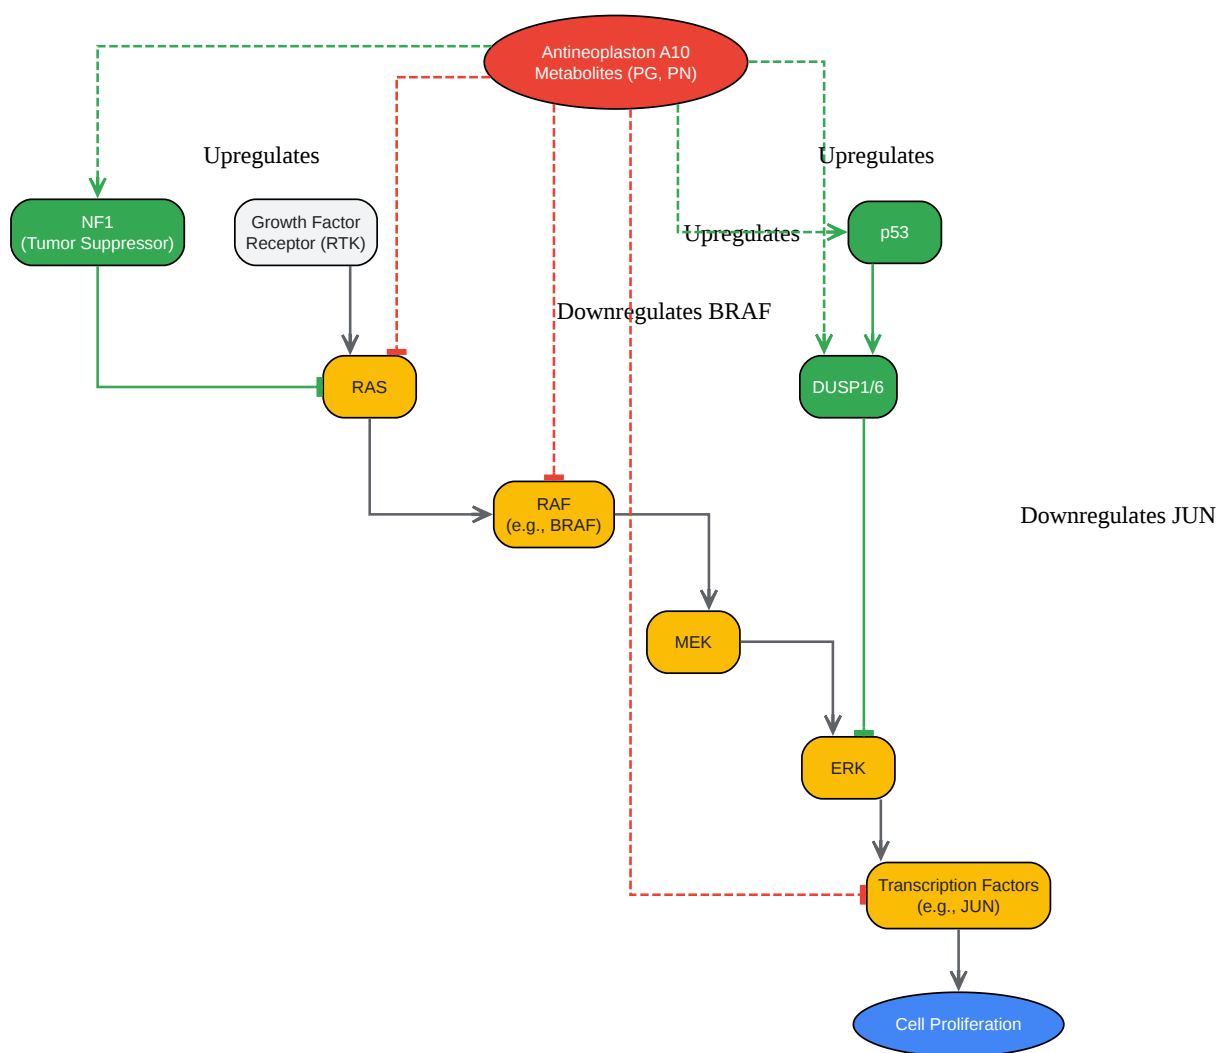 Antineoplaston A10
Metabolites (PG, PN)
Upregulates
Upregulates
NF1
(Tumor Suppressor)
Growth Factor
Receptor (RTK)
Upregulates
p53
Downregulates BRAF
RAS
DUSP1/6
RAF
(e.g., BRAF)
Downregulates JUN
MEK
ERK
Transcription Factors
(e.g., JUN)
Cell Proliferation